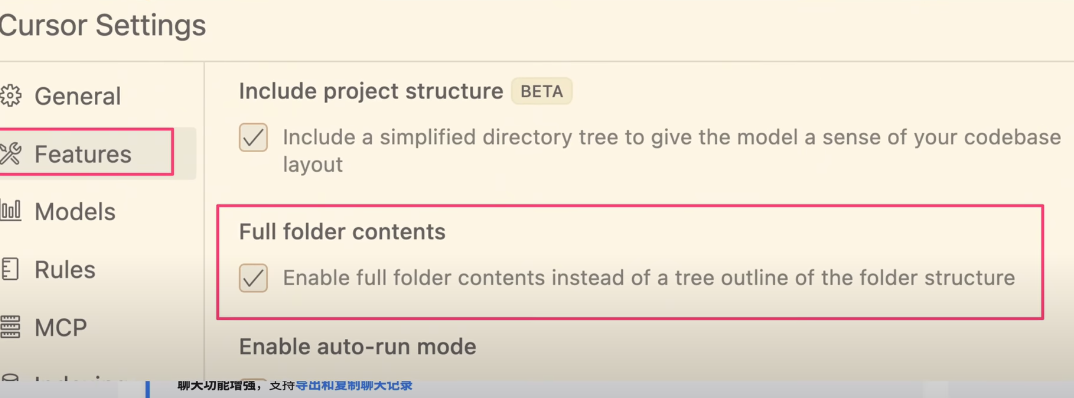 Cursor Settings
General
Features
Models
Rules
MCP
Include project structure BETA
Include a simplified directory tree to give the model a sense of your codebase
layout
Full folder contents
Enable full folder contents instead of a tree outline of the folder structure
Enable auto-run mode
聊天功能增强，支持导出和复制聊天记录